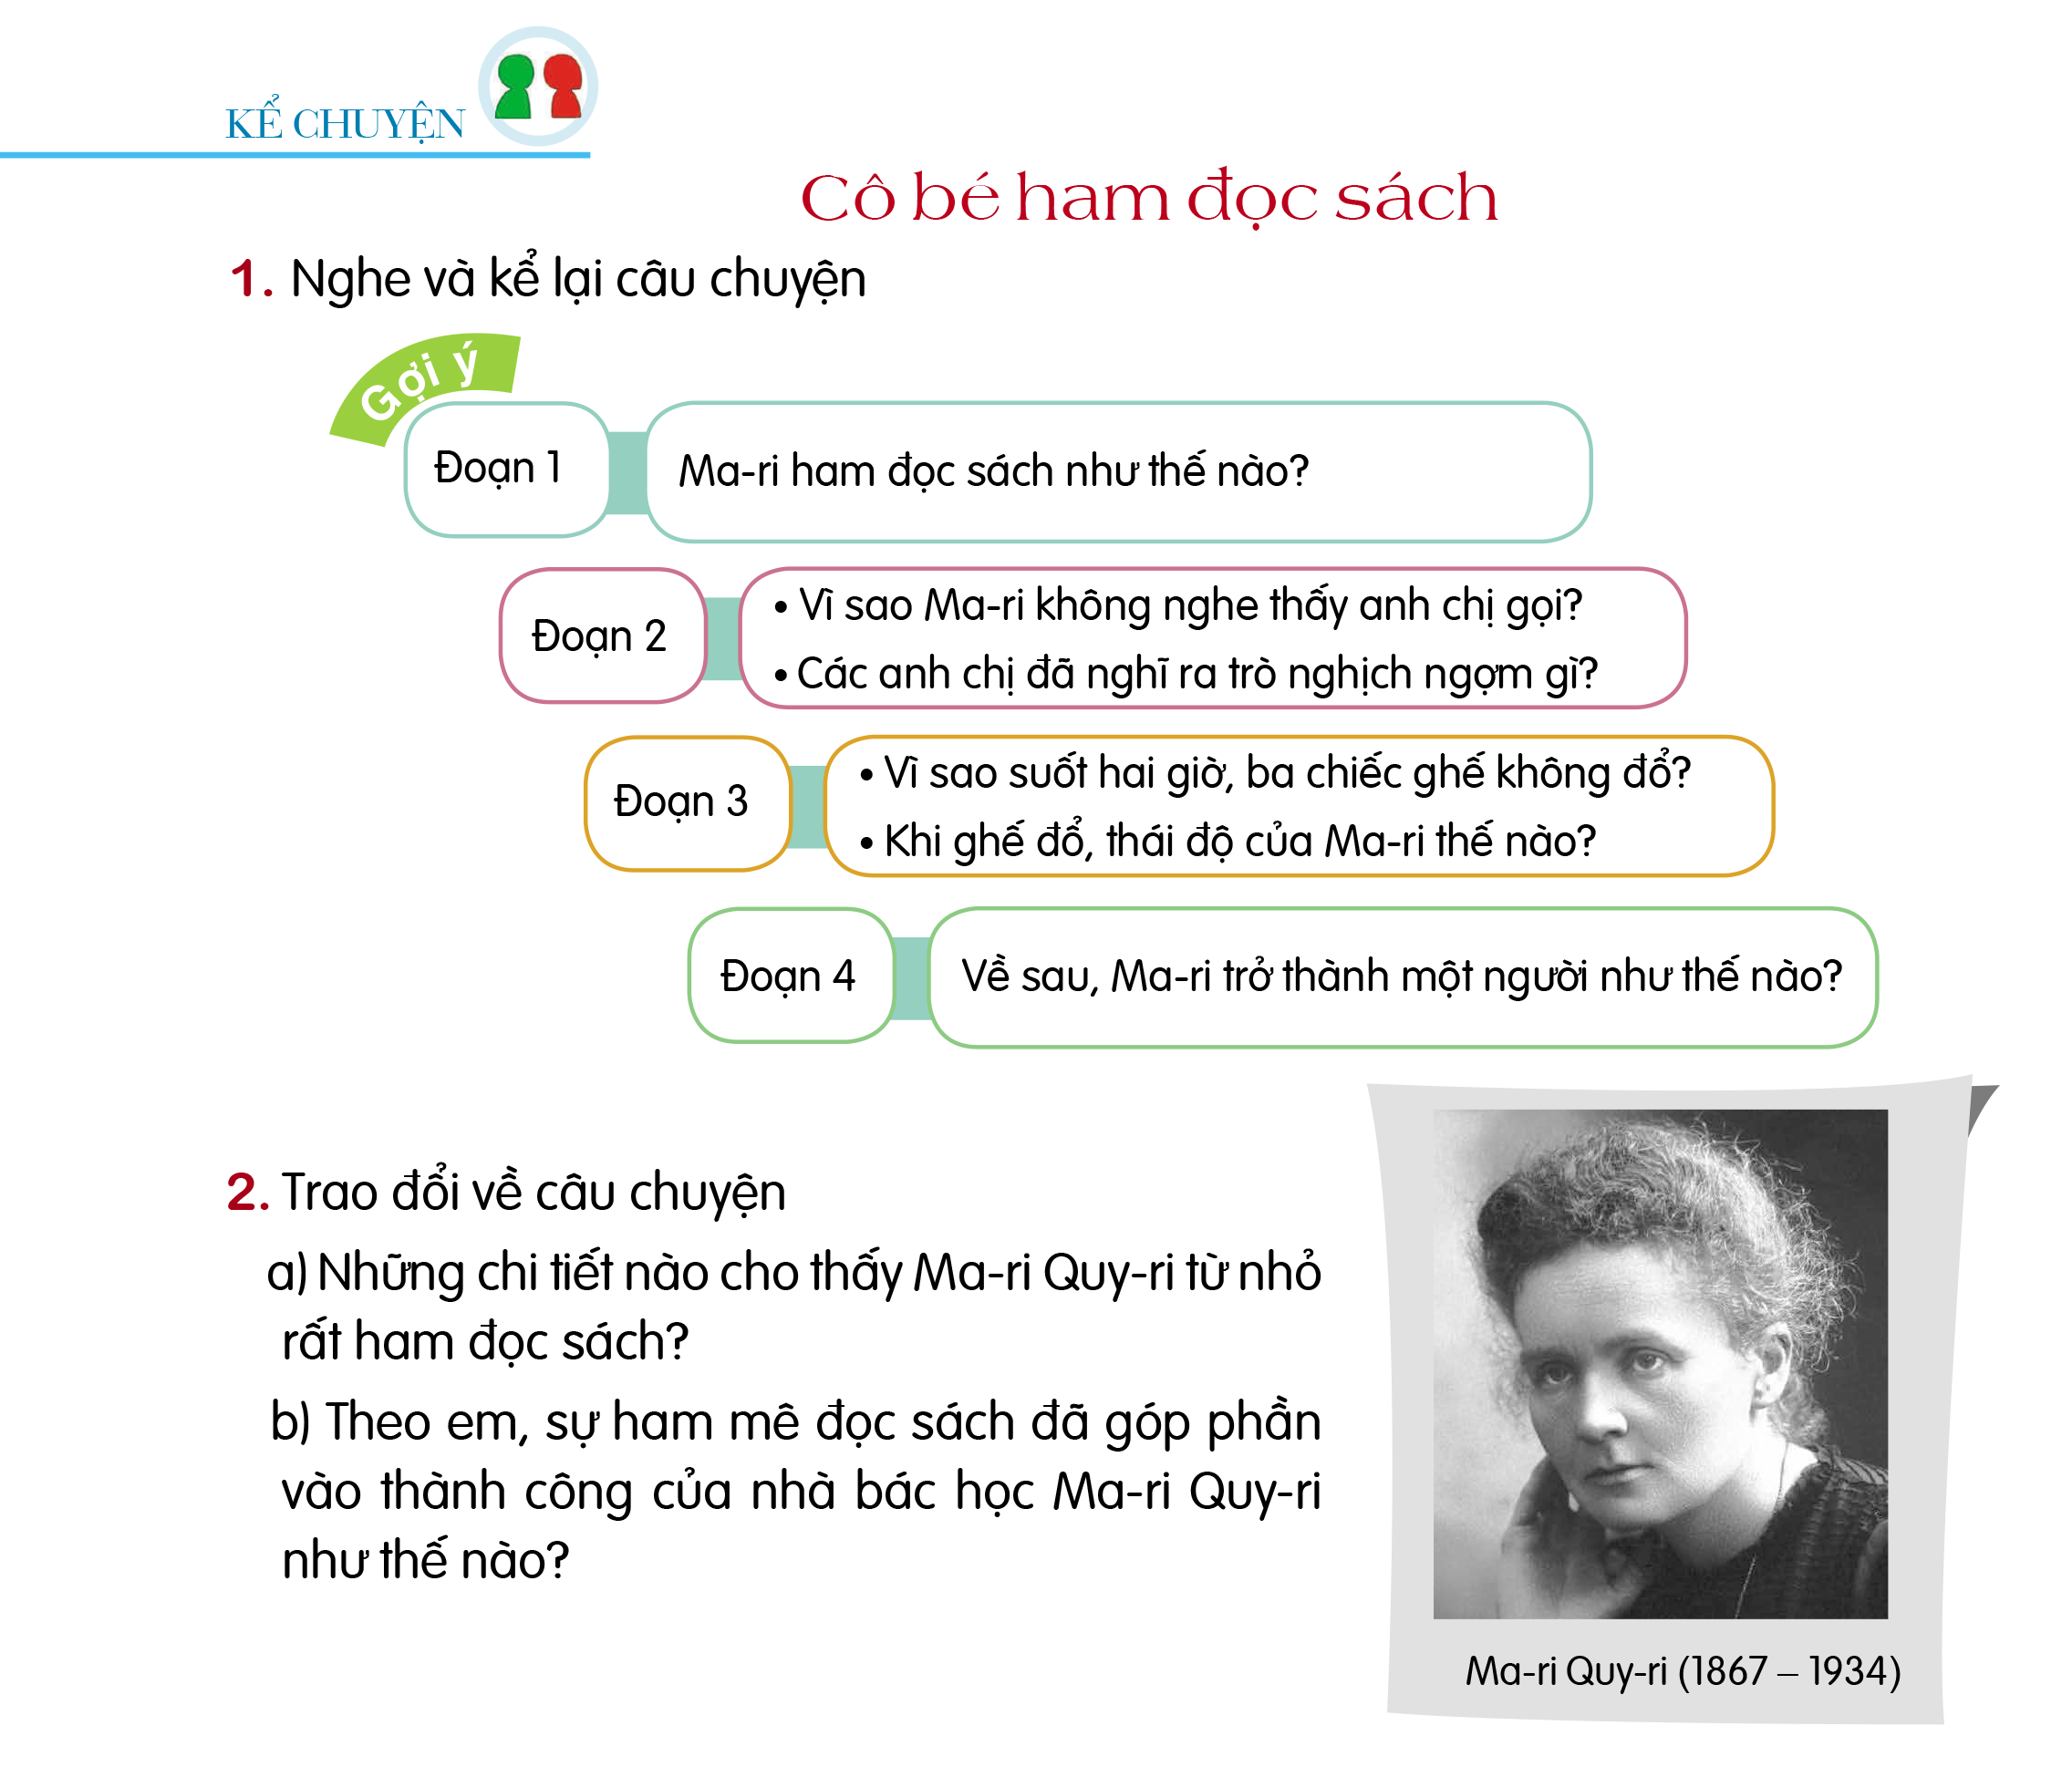 KỂ CHUYỆN
Cô bé ham đọc sách
1. Nghe và kể lại câu chuyện
Gợi ý
Đoạn 1
Ma-ri ham đọc sách như thế nào?
Đoạn 2
• Vì sao Ma-ri không nghe thấy anh chị gọi?
• Các anh chị đã nghĩ ra trò nghịch ngợm gì?
Đoạn 3
• Vì sao suốt hai giờ, ba chiếc ghế không đổ?
• Khi ghế đổ, thái độ của Ma-ri thế nào?
Đoạn 4
Về sau, Ma-ri trở thành một người như thế nào?
2. Trao đổi về câu chuyện
a) Những chi tiết nào cho thấy Ma-ri Quy-ri từ nhỏ
rất ham đọc sách?
b) Theo em, sự ham mê đọc sách đã góp phần
vào thành công của nhà bác học Ma-ri Quy-ri
như thế nào?
Ma-ri Quy-ri (1867 – 1934)